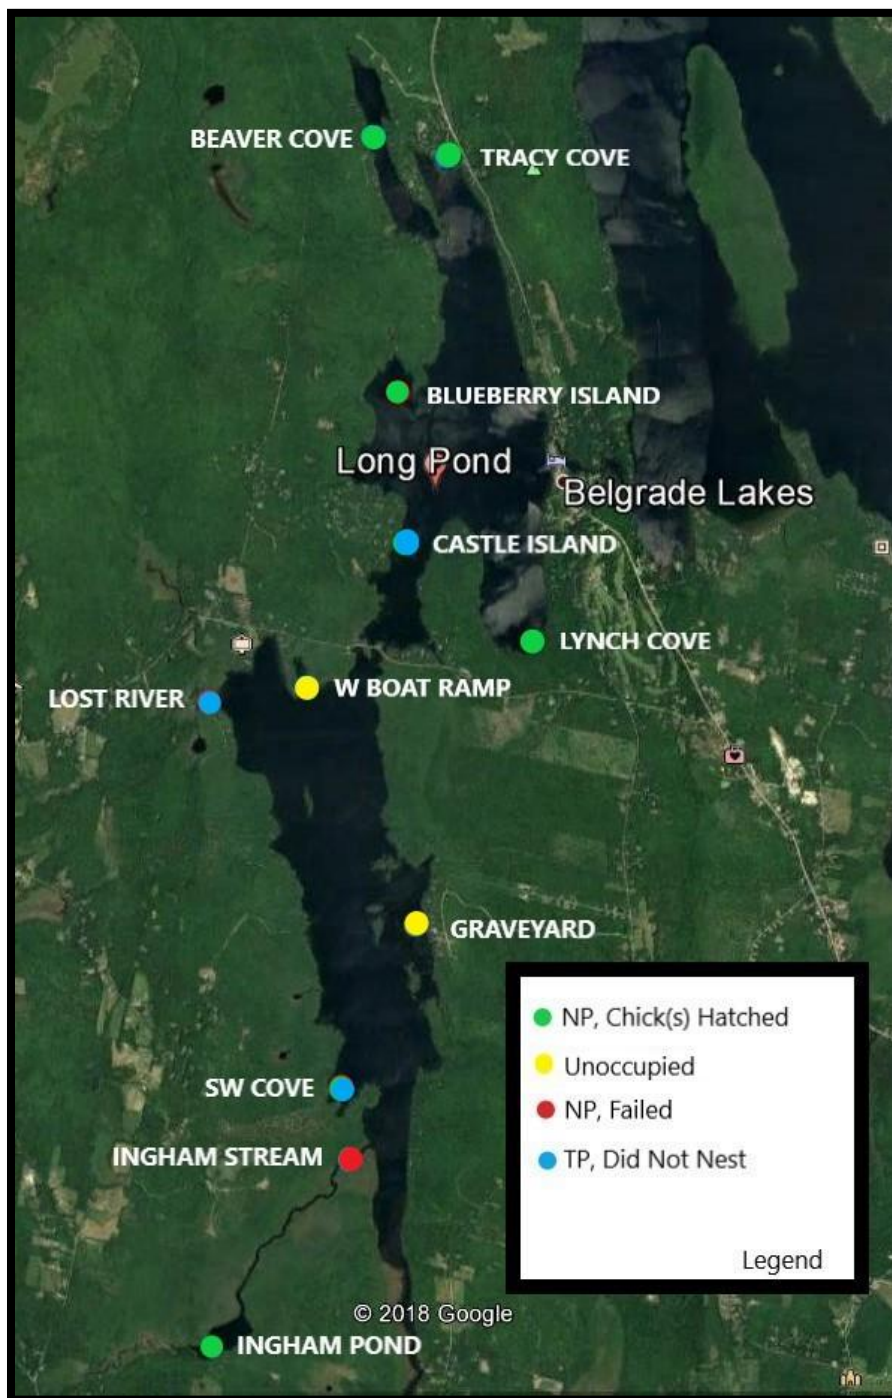 BEAVER COVE
TRACY COVE
BLUEBERRY ISLAND
Long Pond
Belgrade Lakes
CASTLE ISLAND
LYNCH COVE
W BOAT RAMP
LOST RIVER
GRAVEYARD
SW COVE
INGHAM STREAM
INGHAM POND
NP, Chick(s) Hatched
Unoccupied
NP, Failed
TP, Did Not Nest
Legend
© 2018 Google